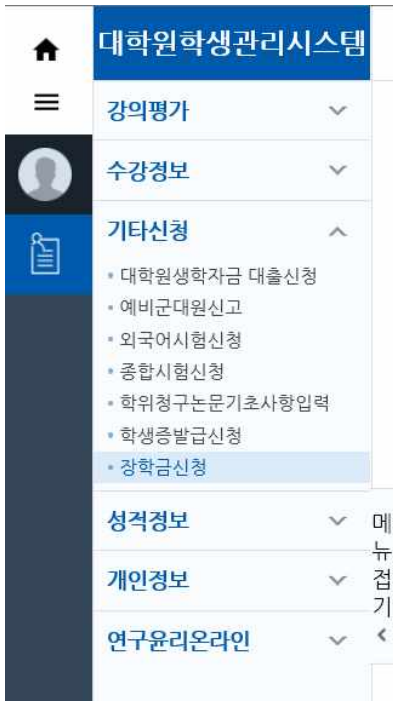 대학원학생관리시스템
강의평가
수강정보
기타신청
대학원생학자금 대출신청
예비군대원신고
외국어시험신청
종합시험신청
학위청구논문기초사항입력
학생증발급신청
장학금신청
성적정보
개인정보
연구윤리온라인
메
뉴
접
기